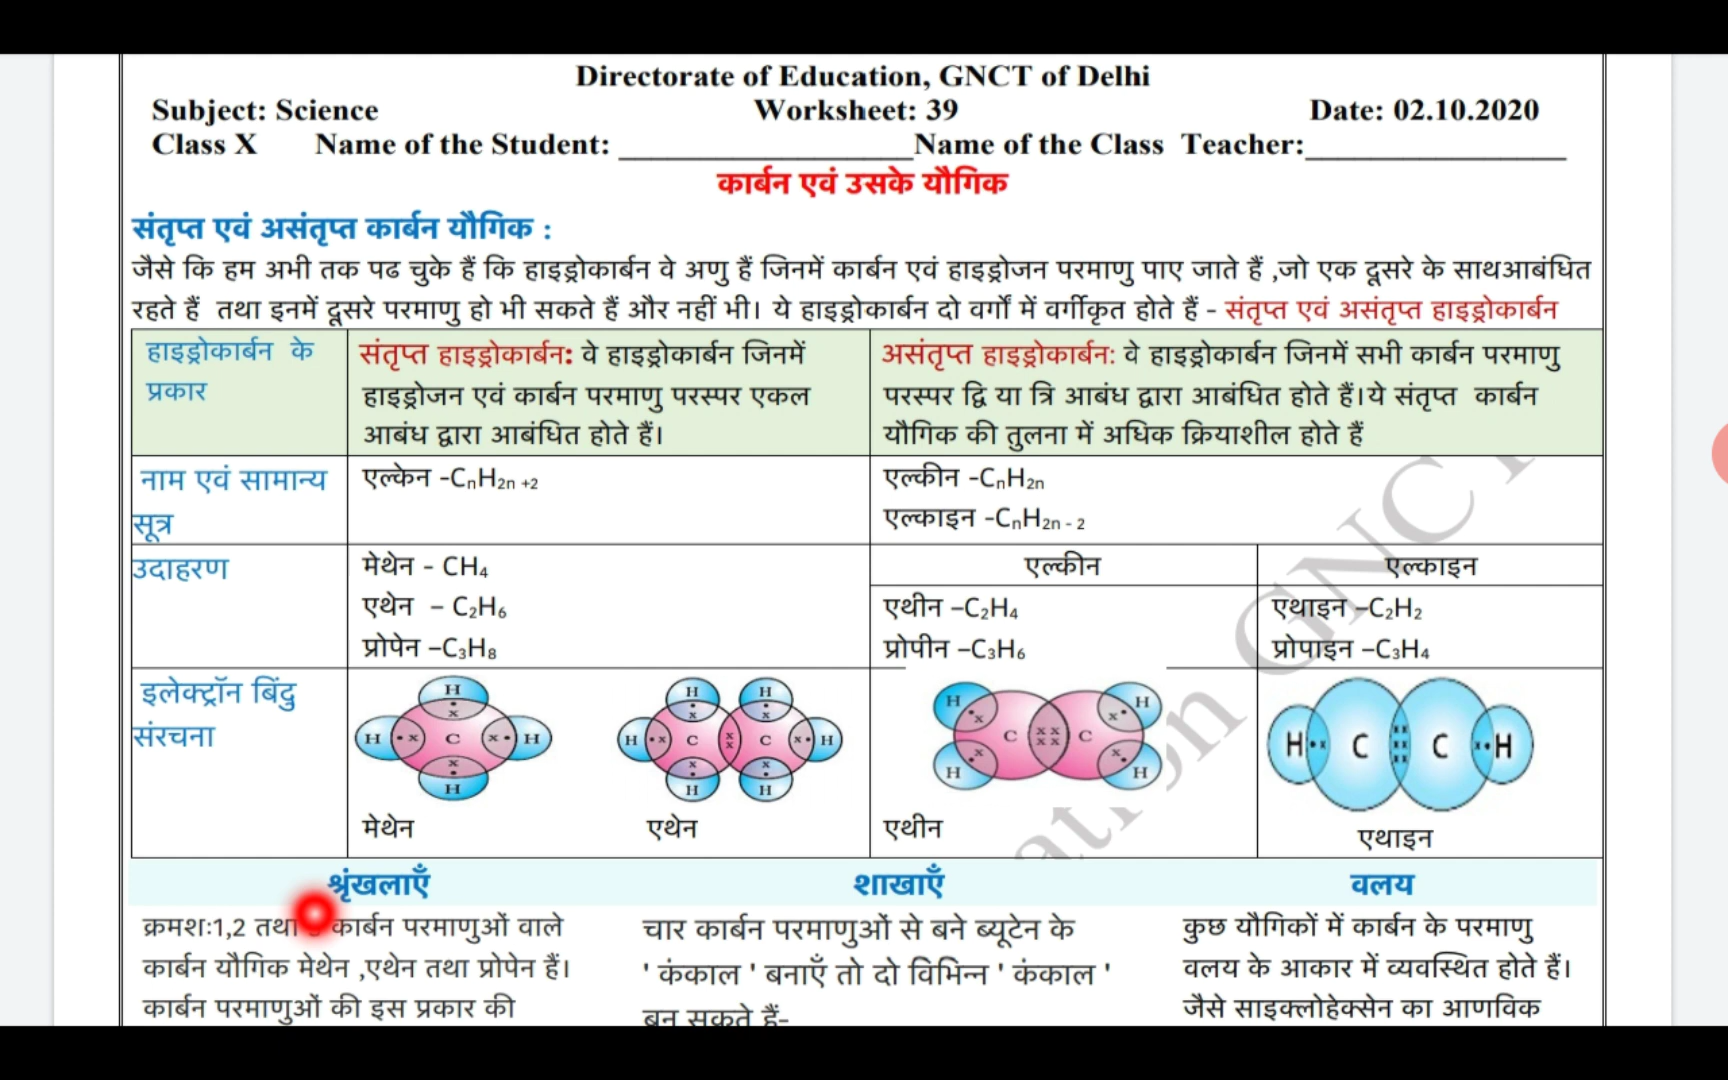 Directorate of Education, GNCT of Delhi
Subject: Science Worksheet: 39 Date: 02.10.2020
Class X Name of the Student: ____________________Name of the Class Teacher:__________________
कार्बन एवं उसके यौगिक
संतृप्त एवं असंतृप्त कार्बन यौगिक :
जैसे कि हम अभी तक पढ चुके हैं कि हाइड्रोकार्बन वे अणु हैं जिनमें कार्बन एवं हाइड्रोजन परमाणु पाए जाते हैं ,जो एक दूसरे के साथआबंधित
रहते हैं तथा इनमें दूसरे परमाणु हो भी सकते हैं और नहीं भी। ये हाइड्रोकार्बन दो वर्गों में वर्गीकृत होते हैं - संतृप्त एवं असंतृप्त हाइड्रोकार्बन
हाइड्रोकार्बन के
प्रकार
संतृप्त हाइड्रोकार्बन: वे हाइड्रोकार्बन जिनमें
हाइड्रोजन एवं कार्बन परमाणु परस्पर एकल
आबंध द्वारा आबंधित होते हैं।
असंतृप्त हाइड्रोकार्बन: वे हाइड्रोकार्बन जिनमें सभी कार्बन परमाणु
परस्पर द्वि या त्रि आबंध द्वारा आबंधित होते हैं।ये संतृप्त कार्बन
यौगिक की तुलना में अधिक क्रियाशील होते हैं
नाम एवं सामान्य
सूत्र
एल्केन -CnH2n +2
एल्कीन -CnH2n
एल्काइन -CnH2n - 2
उदाहरण
मेथेन - CH4
एथेन – C2H6
प्रोपेन –C3H8
एल्कीन
एथीन –C2H4
प्रोपीन –C3H6
एल्काइन
एथाइन –C2H2
प्रोपाइन –C3H4
इलेक्ट्रॉन बिंदु
संरचना
H
H C H
H
मेथेन
H H
H C C H
H H
एथेन
H H
C C
H H
एथीन
H C C H
एथाइन
श्रृंखलाएँ
क्रमशः1,2 तथा कार्बन परमाणुओं वाले
कार्बन यौगिक मेथेन ,एथेन तथा प्रोपेन हैं।
कार्बन परमाणुओं की इस प्रकार की
शाखाएँ
चार कार्बन परमाणुओं से बने ब्यूटेन के
' कंकाल ' बनाएँ तो दो विभिन्न ' कंकाल '
बन सकते हैं-
वलय
कुछ यौगिकों में कार्बन के परमाणु
वलय के आकार में व्यवस्थित होते हैं।
जैसे साइक्लोहेक्सेन का आणविक
ation GNCT